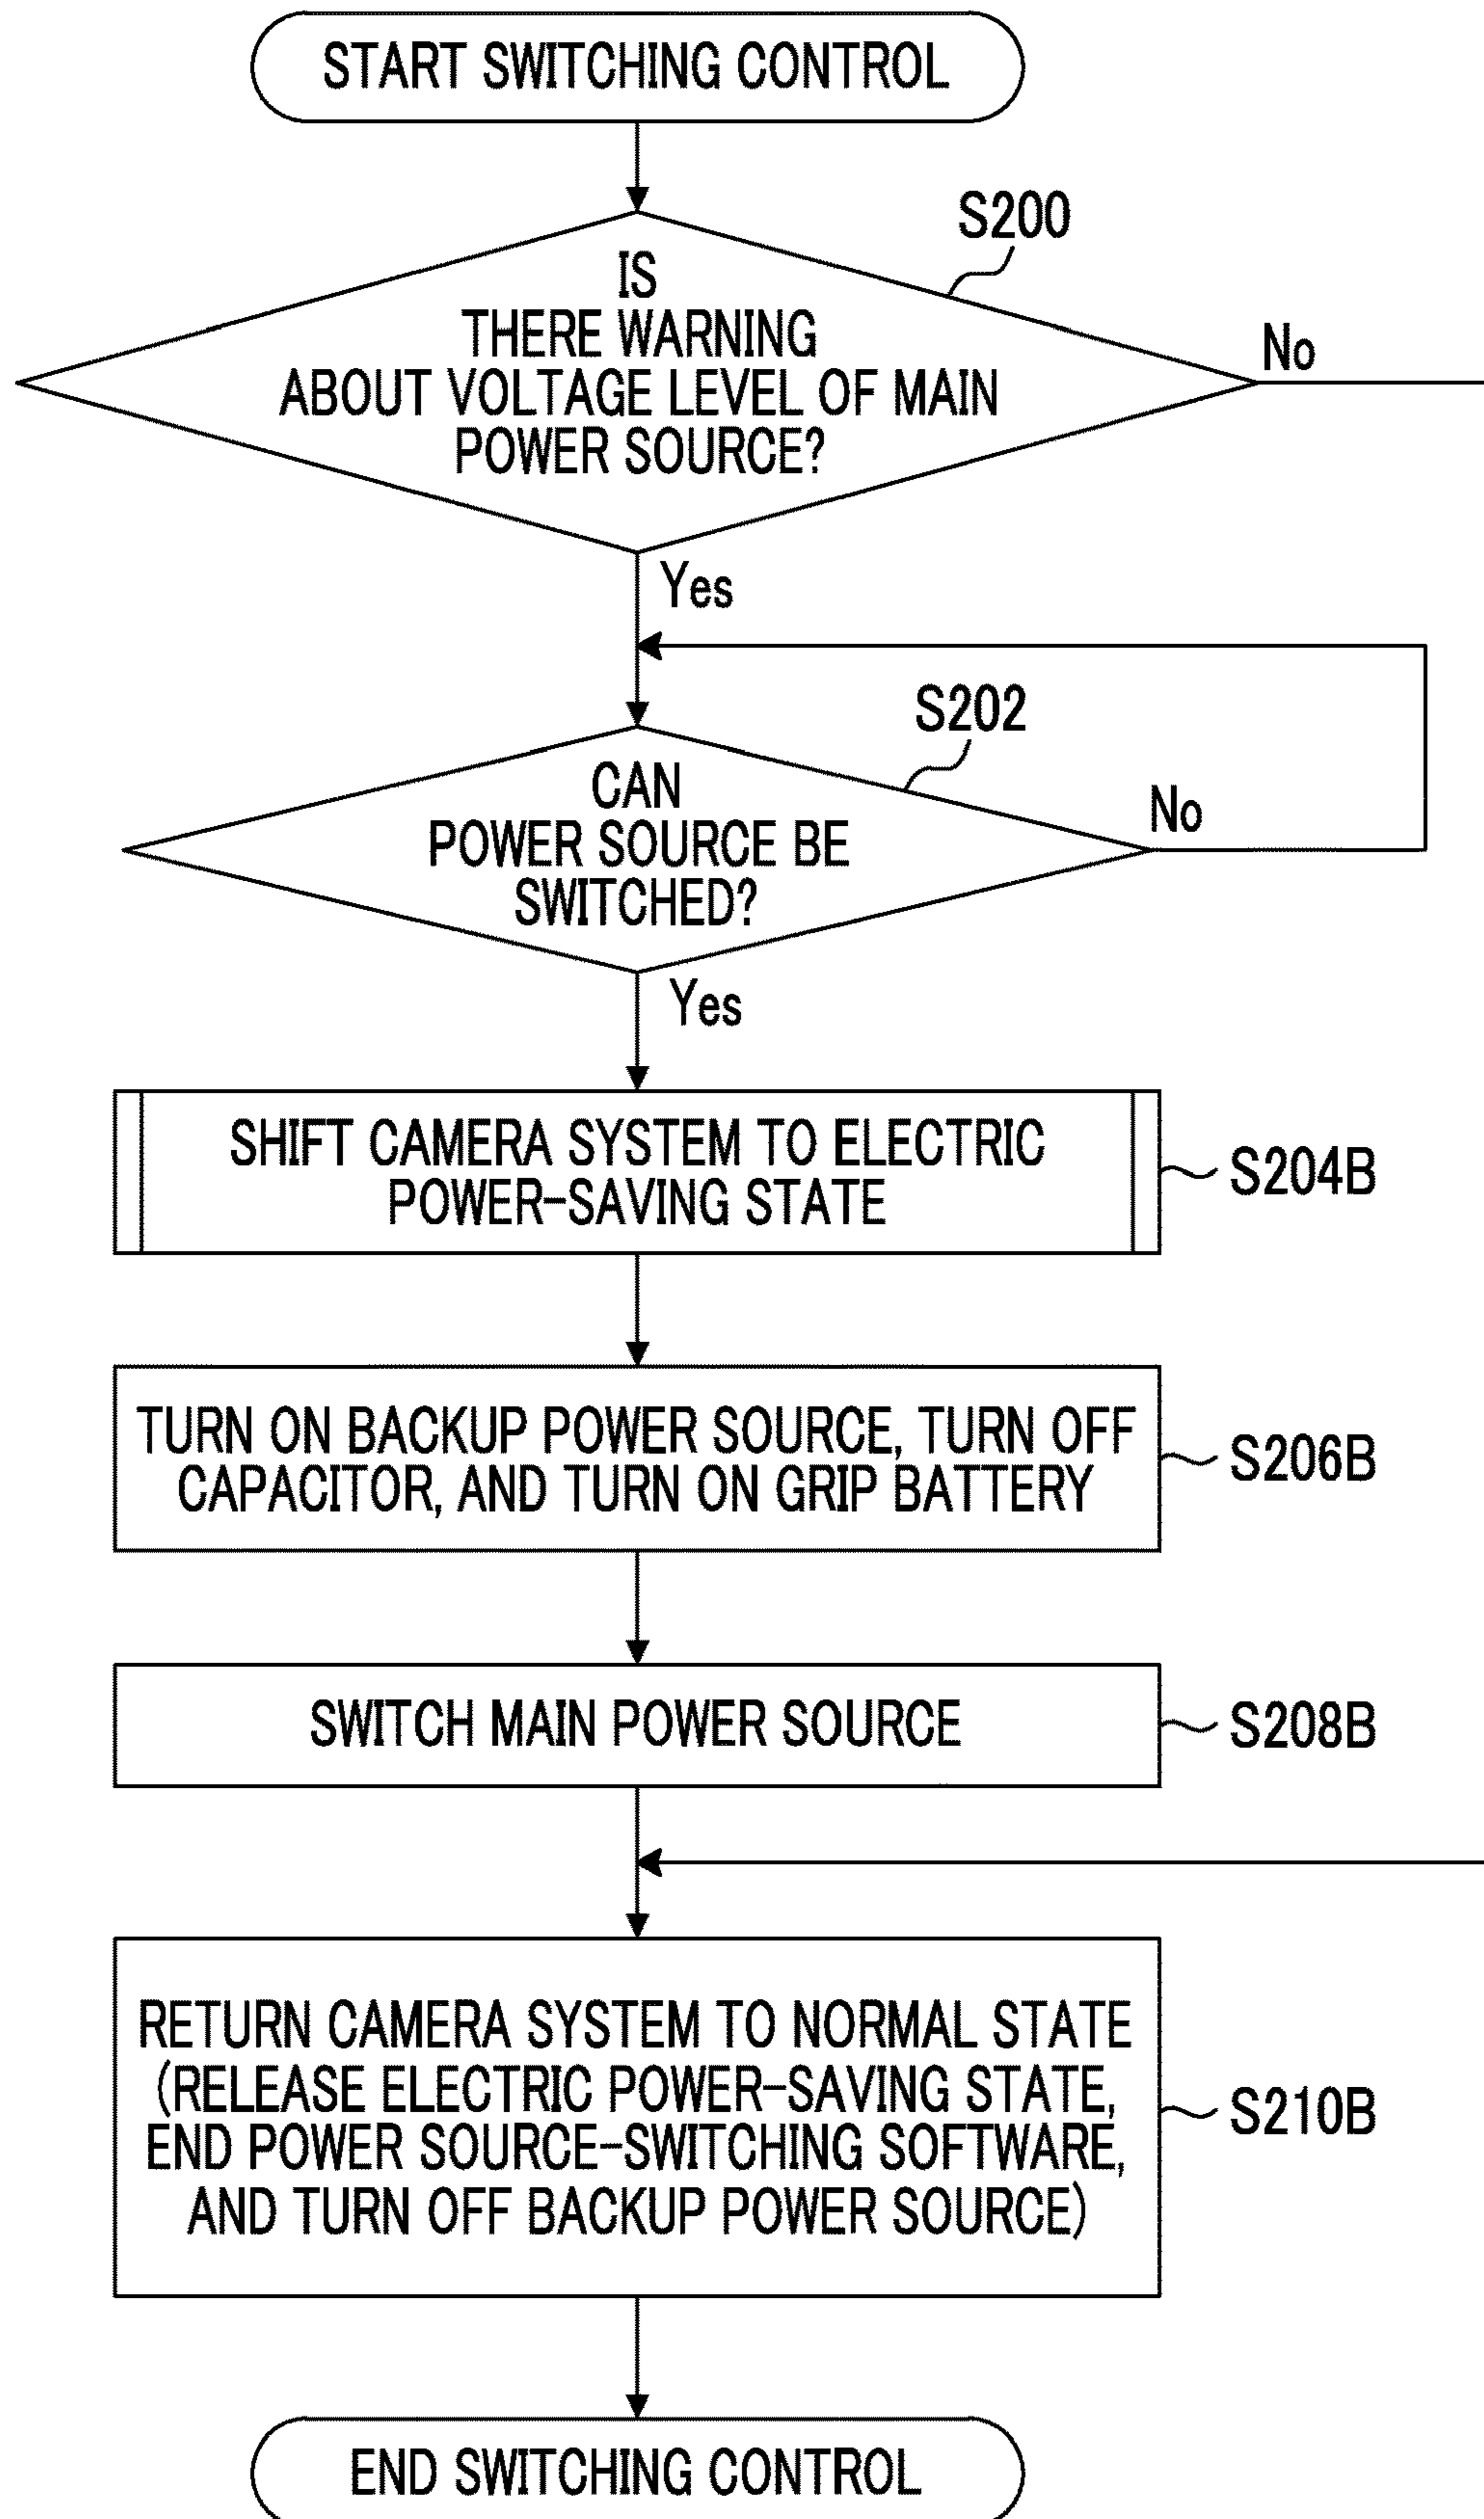 START SWITCHING CONTROL
S200
IS
THERE WARNING
ABOUT VOLTAGE LEVEL OF MAIN
POWER SOURCE?
No
Yes
S202
CAN
POWER SOURCE BE
SWITCHED?
No
Yes
SHIFT CAMERA SYSTEM TO ELECTRIC
POWER-SAVING STATE
S204B
TURN ON BACKUP POWER SOURCE, TURN OFF
CAPACITOR, AND TURN ON GRIP BATTERY
S206B
SWITCH MAIN POWER SOURCE
S208B
RETURN CAMERA SYSTEM TO NORMAL STATE
(RELEASE ELECTRIC POWER-SAVING STATE,
END POWER SOURCE-SWITCHING SOFTWARE,
AND TURN OFF BACKUP POWER SOURCE)
S210B
END SWITCHING CONTROL